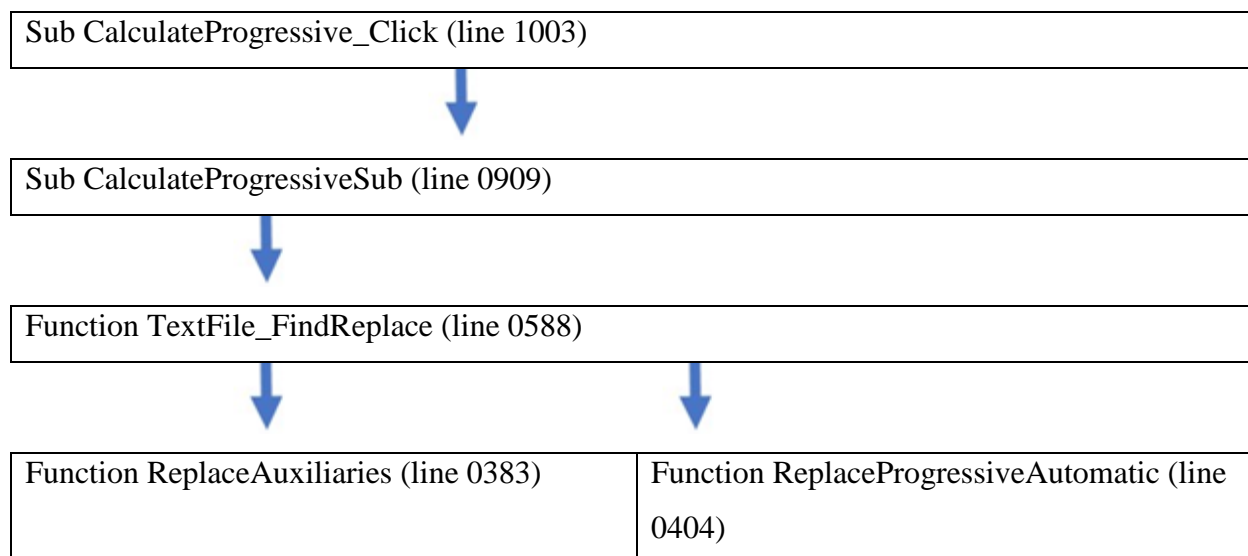 Sub CalculateProgressive_Click (line 1003)
Sub CalculateProgressiveSub (line 0909)
Function TextFile_FindReplace (line 0588)
Function ReplaceAuxiliaries (line 0383)
Function ReplaceProgressiveAutomatic (line
0404)